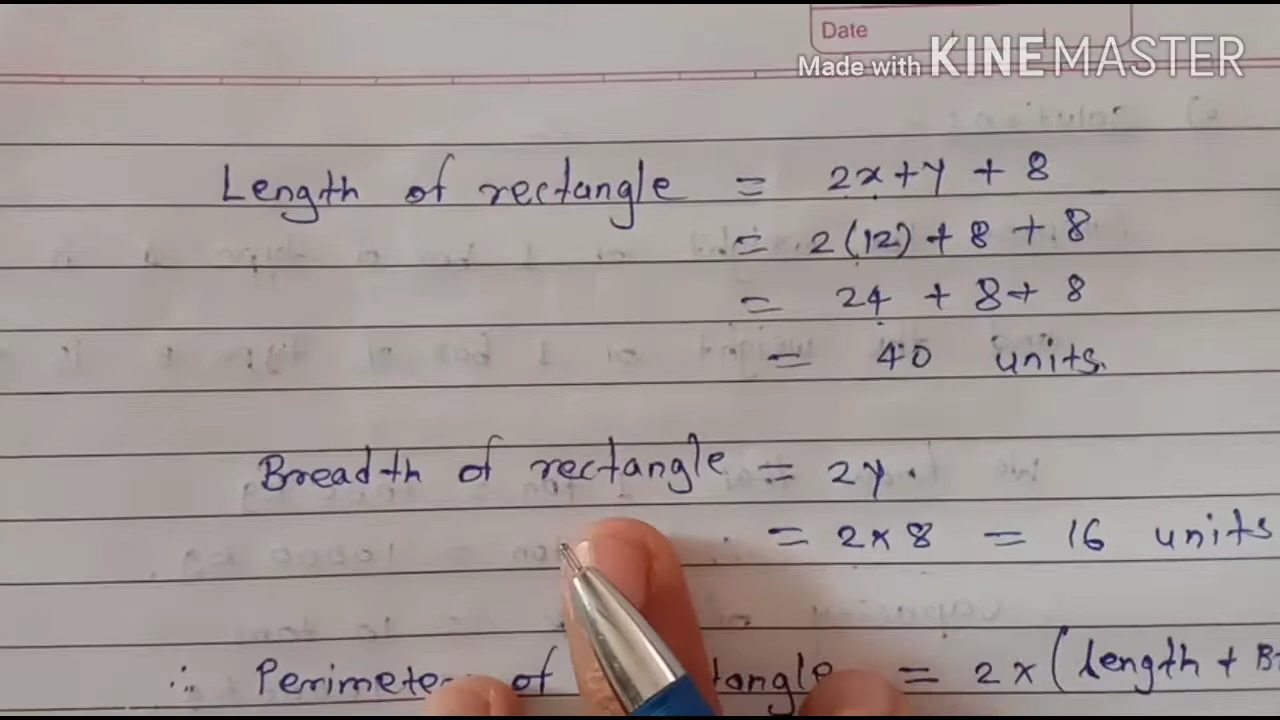 Date
Made with KINEMASTER
Length of rectangle = 2x + y + 8
= 2(12) + 8 + 8
= 24 + 8 + 8
= 40 units.
Breadth of rectangle = 2y.
= 2 × 8 = 16 units
∴ Perimeter of = 2 × (length +